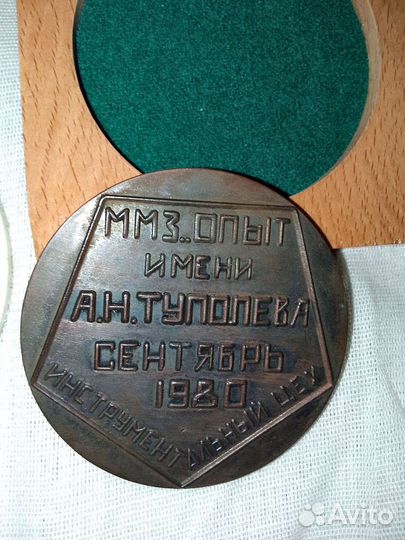 ММЗ „ОПЫТ
ИМЕНИ
А.Н.ТУПОЛЕВА
СЕНТЯБРЬ
1980
ИНСТРУМЕНТАЛЬНЫЙ ЦЕХ
Avito